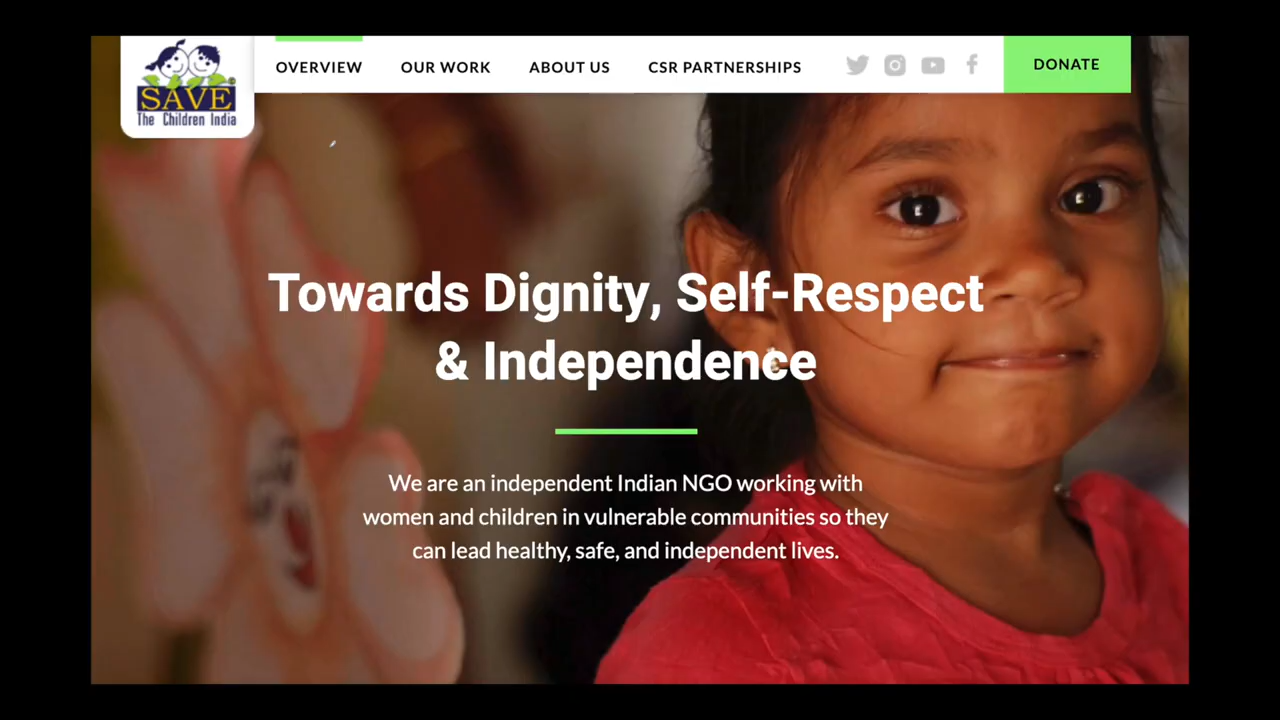 SAVE
The Children India
OVERVIEW
OUR WORK
ABOUT US
CSR PARTNERSHIPS
DONATE
Towards Dignity, Self-Respect
& Independence
We are an independent Indian NGO working with
women and children in vulnerable communities so they
can lead healthy, safe, and independent lives.